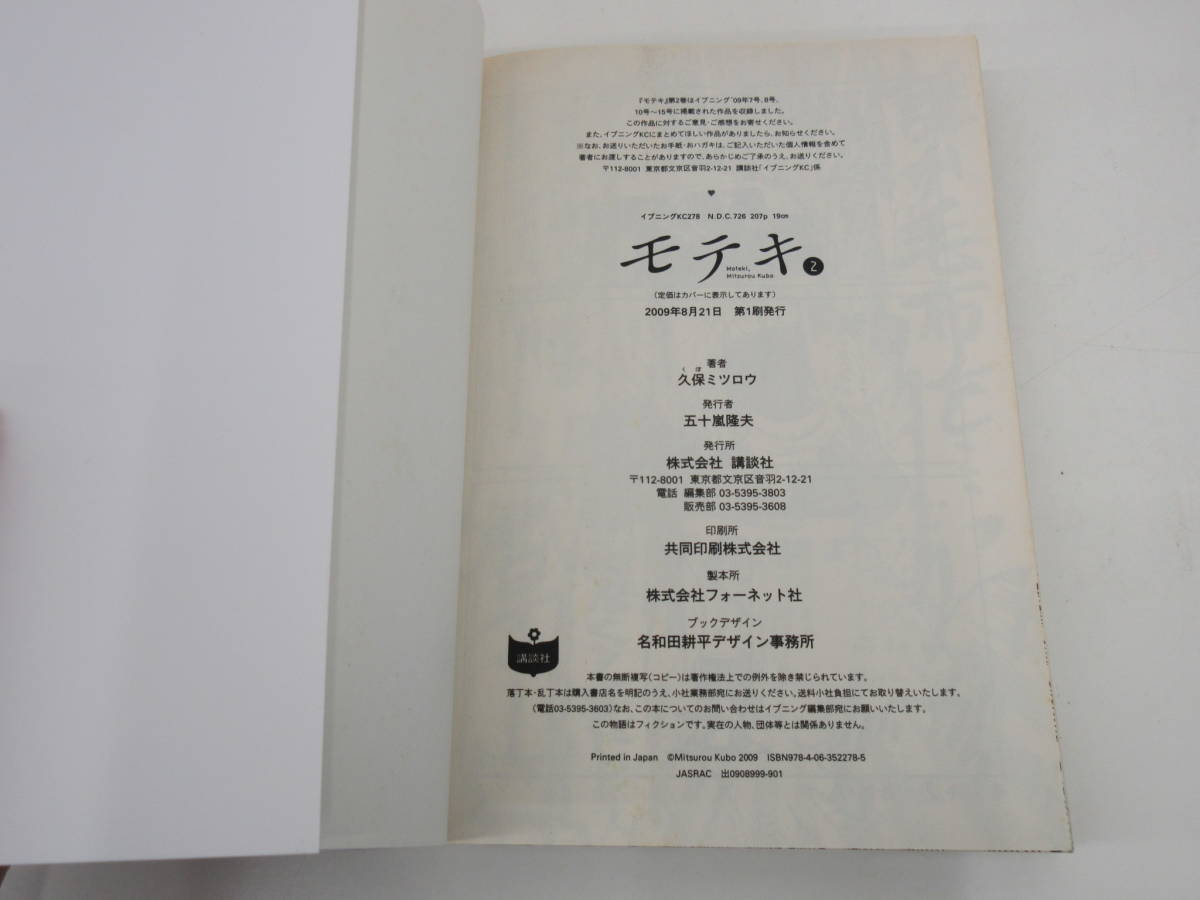 『モテキ』第2巻はイブニング'09年7号、8号、
10号~15号に掲載された作品を収録しました。
この作品に対するご意見・ご感想をお寄せください。
また、イブニングKCにまとめてほしい作品がありましたら、お知らせください。
※なお、お送りいただいたお手紙・おハガキは、ご記入いただいた個人情報を含めて
著者にお渡しすることがありますので、あらかじめご了承のうえ、お送りください。
〒112-8001 東京都文京区音羽2-12-21 講談社「イブニングKC」係
♥
イブニングKC278 N.D.C.726 207p 19cm
モテキ 2
Moteki,
Mitzurou Kubo
(定価はカバーに表示してあります)
2009年8月21日 第1刷発行
著者
くぼ
久保ミツロウ
発行者
五十嵐隆夫
発行所
株式会社 講談社
〒112-8001 東京都文京区音羽2-12-21
電話 編集部 03-5395-3803
販売部 03-5395-3608
印刷所
共同印刷株式会社
製本所
株式会社フォーネット社
ブックデザイン
名和田耕平デザイン事務所
講談社
本書の無断複写(コピー)は著作権法上での例外を除き禁じられています。
落丁本・乱丁本は購入書店名を明記のうえ、小社業務部宛にお送りください。送料小社負担にてお取り替えいたします。
(電話03-5395-3603)なお、この本についてのお問い合わせはイブニング編集部宛にお願いいたします。
この物語はフィクションです。実在の人物、団体等とは関係ありません。
Printed in Japan ©Mitsurou Kubo 2009 ISBN978-4-06-352278-5
JASRAC 出0908999-901